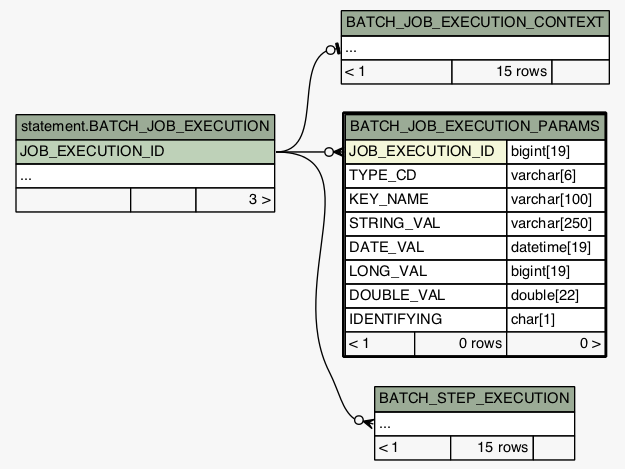 BATCH_JOB_EXECUTION_CONTEXT
...
< 1 15 rows
statement.BATCH_JOB_EXECUTION
JOB_EXECUTION_ID
...
3 >
BATCH_JOB_EXECUTION_PARAMS
JOB_EXECUTION_ID bigint[19]
TYPE_CD varchar[6]
KEY_NAME varchar[100]
STRING_VAL varchar[250]
DATE_VAL datetime[19]
LONG_VAL bigint[19]
DOUBLE_VAL double[22]
IDENTIFYING char[1]
< 1 0 rows 0 >
BATCH_STEP_EXECUTION
...
< 1 15 rows